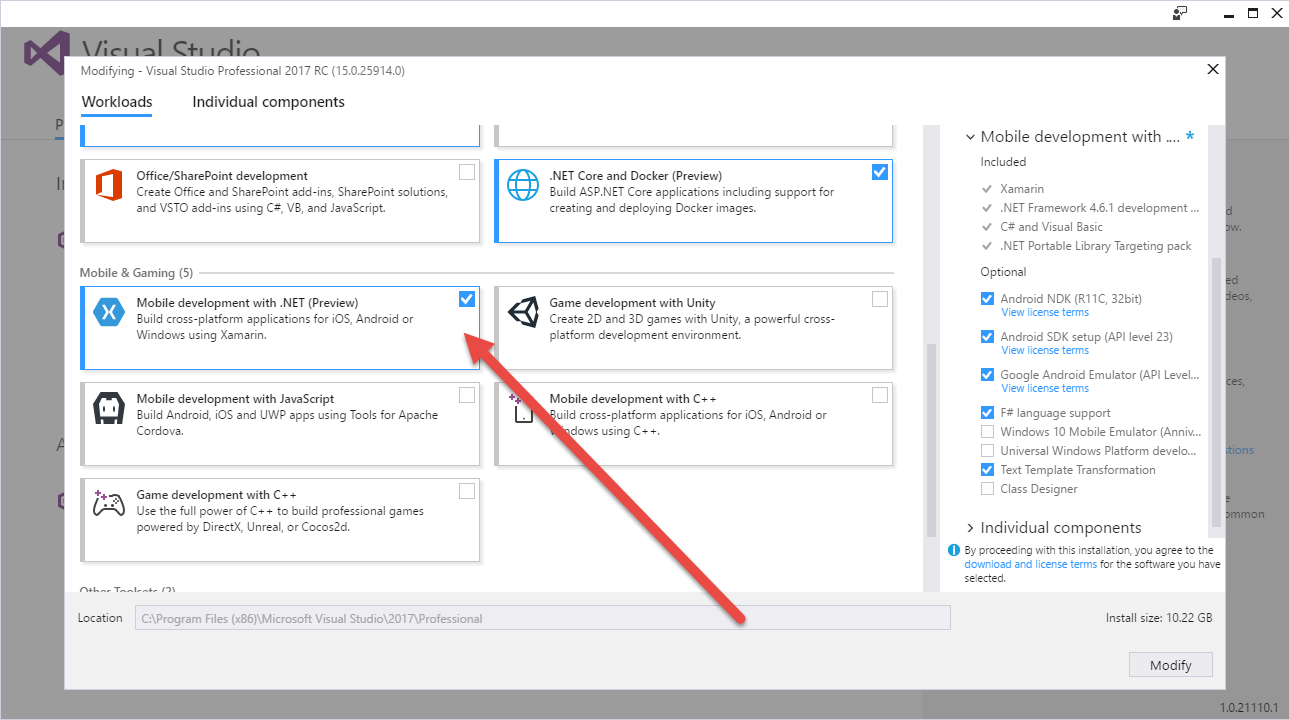 Visual Studio
Modifying - Visual Studio Professional 2017 RC (15.0.25914.0)
Workloads
Individual components
Office/SharePoint development
Create Office and SharePoint add-ins, SharePoint solutions,
and VSTO add-ins using C#, VB, and JavaScript.
.NET Core and Docker (Preview)
Build ASP.NET Core applications including support for
creating and deploying Docker images.
Mobile & Gaming (5)
Mobile development with .NET (Preview)
Build cross-platform applications for iOS, Android or
Windows using Xamarin.
Game development with Unity
Create 2D and 3D games with Unity, a powerful cross-
platform development environment.
Mobile development with JavaScript
Build Android, iOS and UWP apps using Tools for Apache
Cordova.
Mobile development with C++
Build cross-platform applications for iOS, Android or
Windows using C++.
Game development with C++
Use the full power of C++ to build professional games
powered by DirectX, Unreal, or Cocos2d.
Other Toolsets (2)
Mobile development with .... *
Included
Xamarin
.NET Framework 4.6.1 development ...
C# and Visual Basic
.NET Portable Library Targeting pack
Optional
Android NDK (R11C, 32bit)
View license terms
Android SDK setup (API level 23)
View license terms
Google Android Emulator (API Level...
View license terms
F# language support
Windows 10 Mobile Emulator (Anniv...
Universal Windows Platform develo...
Text Template Transformation
Class Designer
Individual components
By proceeding with this installation, you agree to the
download and license terms for the software you have
selected.
Location
C:\Program Files (x86)\Microsoft Visual Studio\2017\Professional
Install size: 10.22 GB
Modify
1.0.21110.1